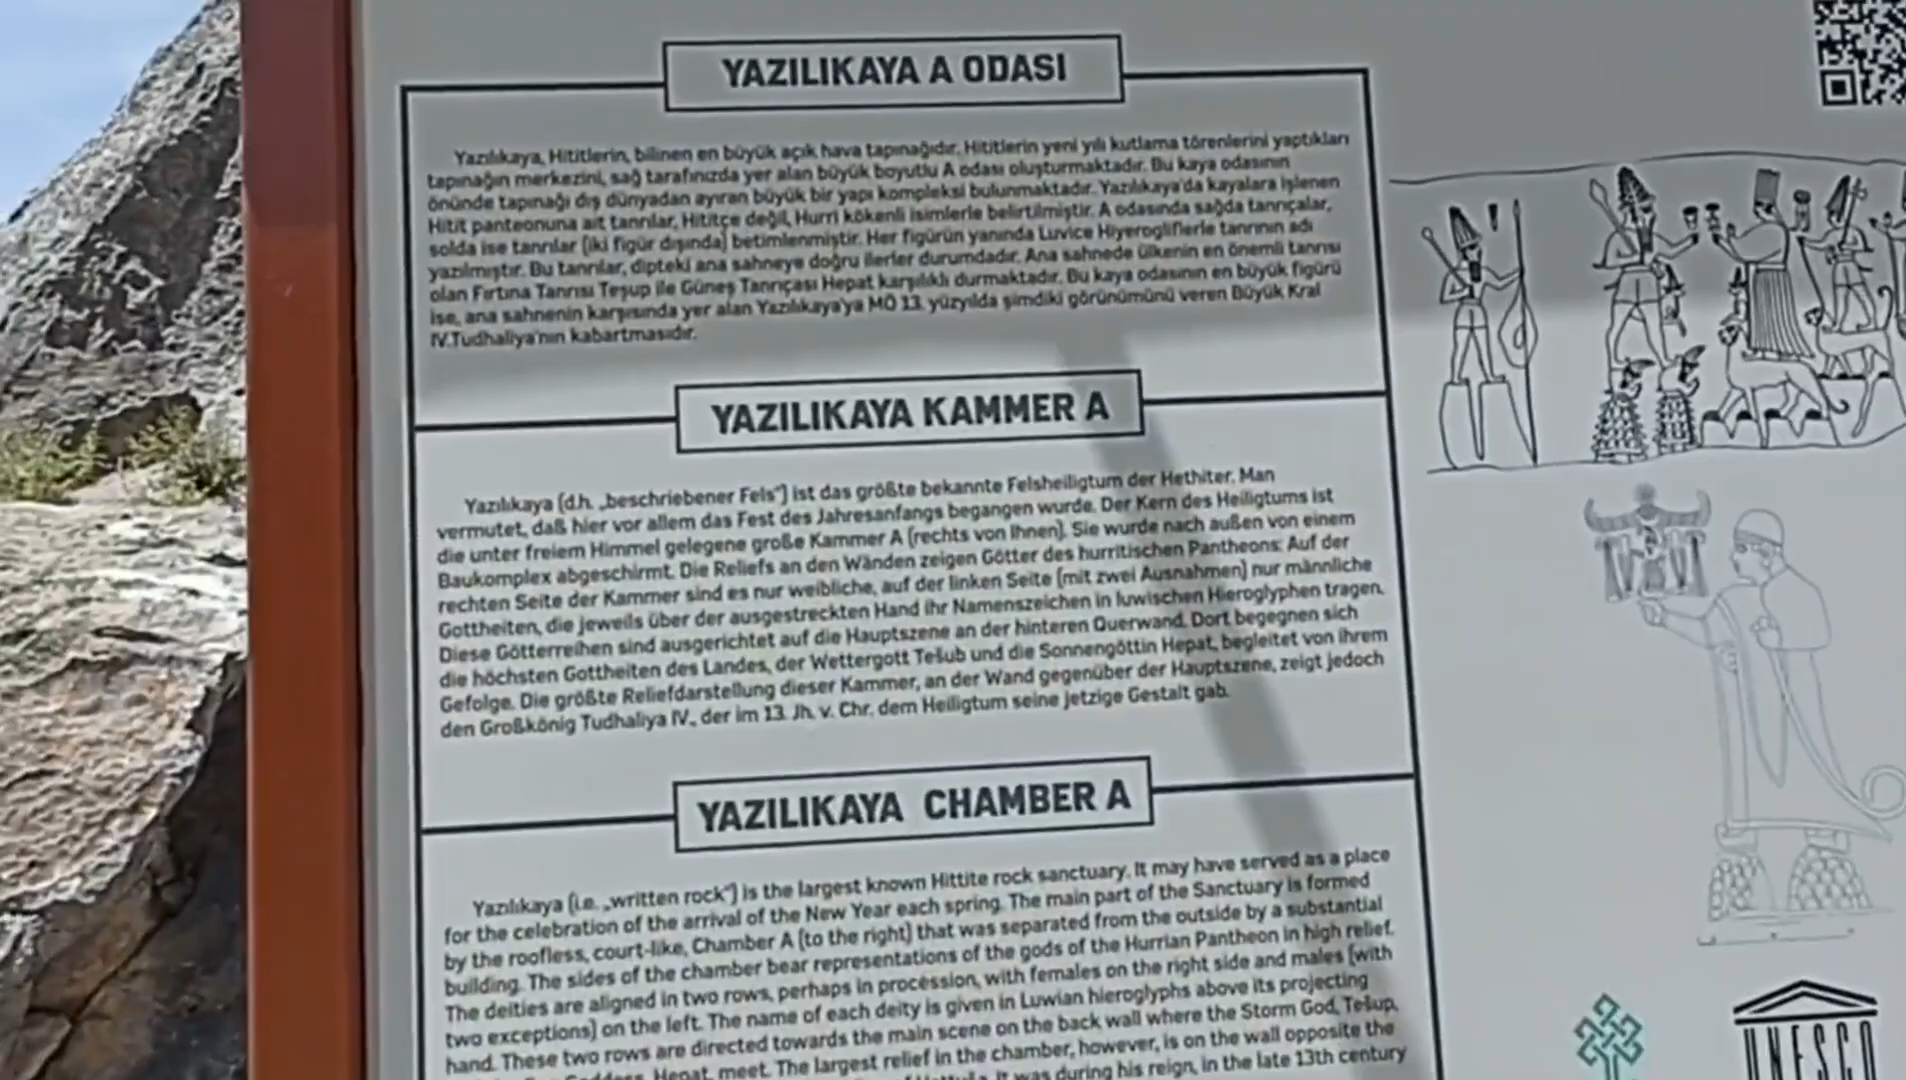 YAZILIKAYA A ODASI
Yazılıkaya, Hititlerin, bilinen en büyük açık hava tapınağıdır. Hititlerin yeni yılı kutlama törenlerini yaptıkları
tapınağın merkezini, sağ tarafınızda yer alan büyük boyutlu A odası oluşturmaktadır. Bu kaya odasının
önünde tapınağı dış dünyadan ayıran büyük bir yapı kompleksi bulunmaktadır. Yazılıkaya'da kayalara işlenen
Hitit panteonuna ait tanrılar, Hititçe değil, Hurri kökenli isimlerle belirtilmiştir. A odasında sağda tanrıçalar,
solda ise tanrılar (iki figür dışında) betimlenmiştir. Her figürün yanında Luvice Hiyerogliflerle tanrının adı
yazılmıştır. Bu tanrılar, dipteki ana sahneye doğru ilerler durumdadır. Ana sahnede ülkenin en önemli tanrısı
olan Fırtına Tanrısı Teşup ile Güneş Tanrıçası Hepat karşılıklı durmaktadır. Bu kaya odasının en büyük figürü
ise, ana sahnenin karşısında yer alan Yazılıkaya'ya MÖ 13. yüzyılda şimdiki görünümünü veren Büyük Kral
IV.Tudhaliya'nın kabartmasıdır.
YAZILIKAYA KAMMER A
Yazılıkaya (d.h. „beschriebener Fels“) ist das größte bekannte Felsheiligtum der Hethiter. Man
vermutet, daß hier vor allem das Fest des Jahresanfangs begangen wurde. Der Kern des Heiligtums ist
die unter freiem Himmel gelegene große Kammer A (rechts von Ihnen). Sie wurde nach außen von einem
Baukomplex abgeschirmt. Die Reliefs an den Wänden zeigen Götter des hurritischen Pantheons: Auf der
rechten Seite der Kammer sind es nur weibliche, auf der linken Seite (mit zwei Ausnahmen) nur männliche
Gottheiten, die jeweils über der ausgestreckten Hand ihr Namenszeichen in luwischen Hieroglyphen tragen.
Diese Götterreihen sind ausgerichtet auf die Hauptszene an der hinteren Querwand. Dort begegnen sich
die höchsten Gottheiten des Landes, der Wettergott Tešub und die Sonnengöttin Hepat, begleitet von ihrem
Gefolge. Die größte Reliefdarstellung dieser Kammer, an der Wand gegenüber der Hauptszene, zeigt jedoch
den Großkönig Tudhaliya IV., der im 13. Jh. v. Chr. dem Heiligtum seine jetzige Gestalt gab.
YAZILIKAYA CHAMBER A
Yazılıkaya (i.e. „written rock“) is the largest known Hittite rock sanctuary. It may have served as a place
for the celebration of the arrival of the New Year each spring. The main part of the Sanctuary is formed
by the roofless, court-like, Chamber A (to the right) that was separated from the outside by a substantial
building. The sides of the chamber bear representations of the gods of the Hurrian Pantheon in high relief.
The deities are aligned in two rows, perhaps in procession, with females on the right side and males (with
two exceptions) on the left. The name of each deity is given in Luwian hieroglyphs above its projecting
hand. These two rows are directed towards the main scene on the back wall where the Storm God, Tešup,
Hepat, meet. The largest relief in the chamber, however, is on the wall opposite the
It was during his reign, in the late 13th century
UNESCO